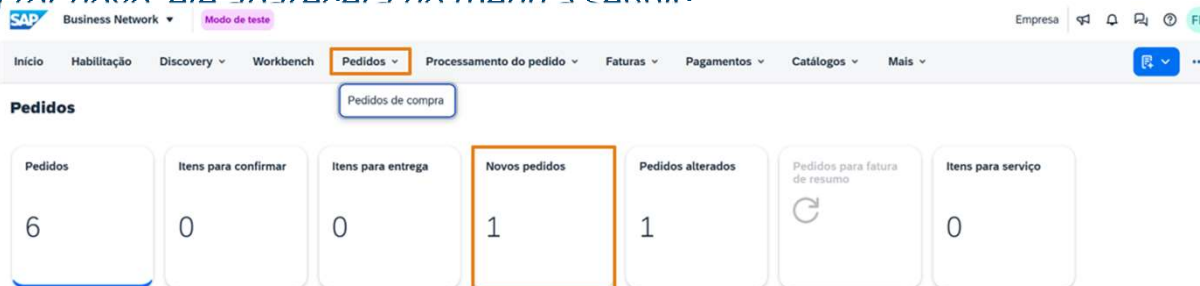 SAP Business Network Modo de teste Empresa
Início Habilitação Discovery Workbench Pedidos Processamento do pedido Faturas Pagamentos Catálogos Mais
Pedidos de compra
Pedidos
Pedidos Itens para confirmar Itens para entrega Novos pedidos Pedidos alterados Pedidos para fatura Itens para serviço
de resumo
6 0 0 1 1 0